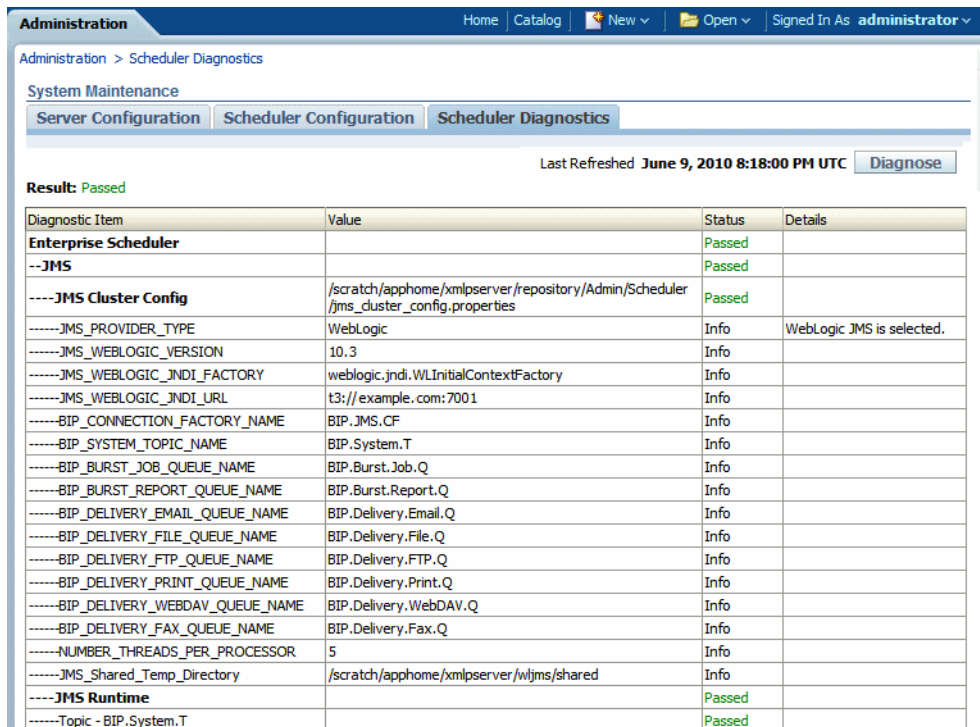 Administration
Home Catalog New Open Signed In As administrator
Administration > Scheduler Diagnostics
System Maintenance
Server Configuration Scheduler Configuration Scheduler Diagnostics
Last Refreshed June 9, 2010 8:18:00 PM UTC Diagnose
Result: Passed
Diagnostic Item Value Status Details
Enterprise Scheduler Passed
--JMS Passed
----JMS Cluster Config /scratch/apphome/xmlpserver/repository/Admin/Scheduler
/jms_cluster_config.properties Passed
------JMS_PROVIDER_TYPE WebLogic Info WebLogic JMS is selected.
------JMS_WEBLOGIC_VERSION 10.3 Info
------JMS_WEBLOGIC_JNDI_FACTORY weblogic.jndi.WLInitialContextFactory Info
------JMS_WEBLOGIC_JNDI_URL t3://example.com:7001 Info
------BIP_CONNECTION_FACTORY_NAME BIP.JMS.CF Info
------BIP_SYSTEM_TOPIC_NAME BIP.System.T Info
------BIP_BURST_JOB_QUEUE_NAME BIP.Burst.Job.Q Info
------BIP_BURST_REPORT_QUEUE_NAME BIP.Burst.Report.Q Info
------BIP_DELIVERY_EMAIL_QUEUE_NAME BIP.Delivery.Email.Q Info
------BIP_DELIVERY_FILE_QUEUE_NAME BIP.Delivery.File.Q Info
------BIP_DELIVERY_FTP_QUEUE_NAME BIP.Delivery.FTP.Q Info
------BIP_DELIVERY_PRINT_QUEUE_NAME BIP.Delivery.Print.Q Info
------BIP_DELIVERY_WEBDAV_QUEUE_NAME BIP.Delivery.WebDAV.Q Info
------BIP_DELIVERY_FAX_QUEUE_NAME BIP.Delivery.Fax.Q Info
------NUMBER_THREADS_PER_PROCESSOR 5 Info
------JMS_Shared_Temp_Directory /scratch/apphome/xmlpserver/wljms/shared Info
----JMS Runtime Passed
------Topic - BIP.System.T Passed